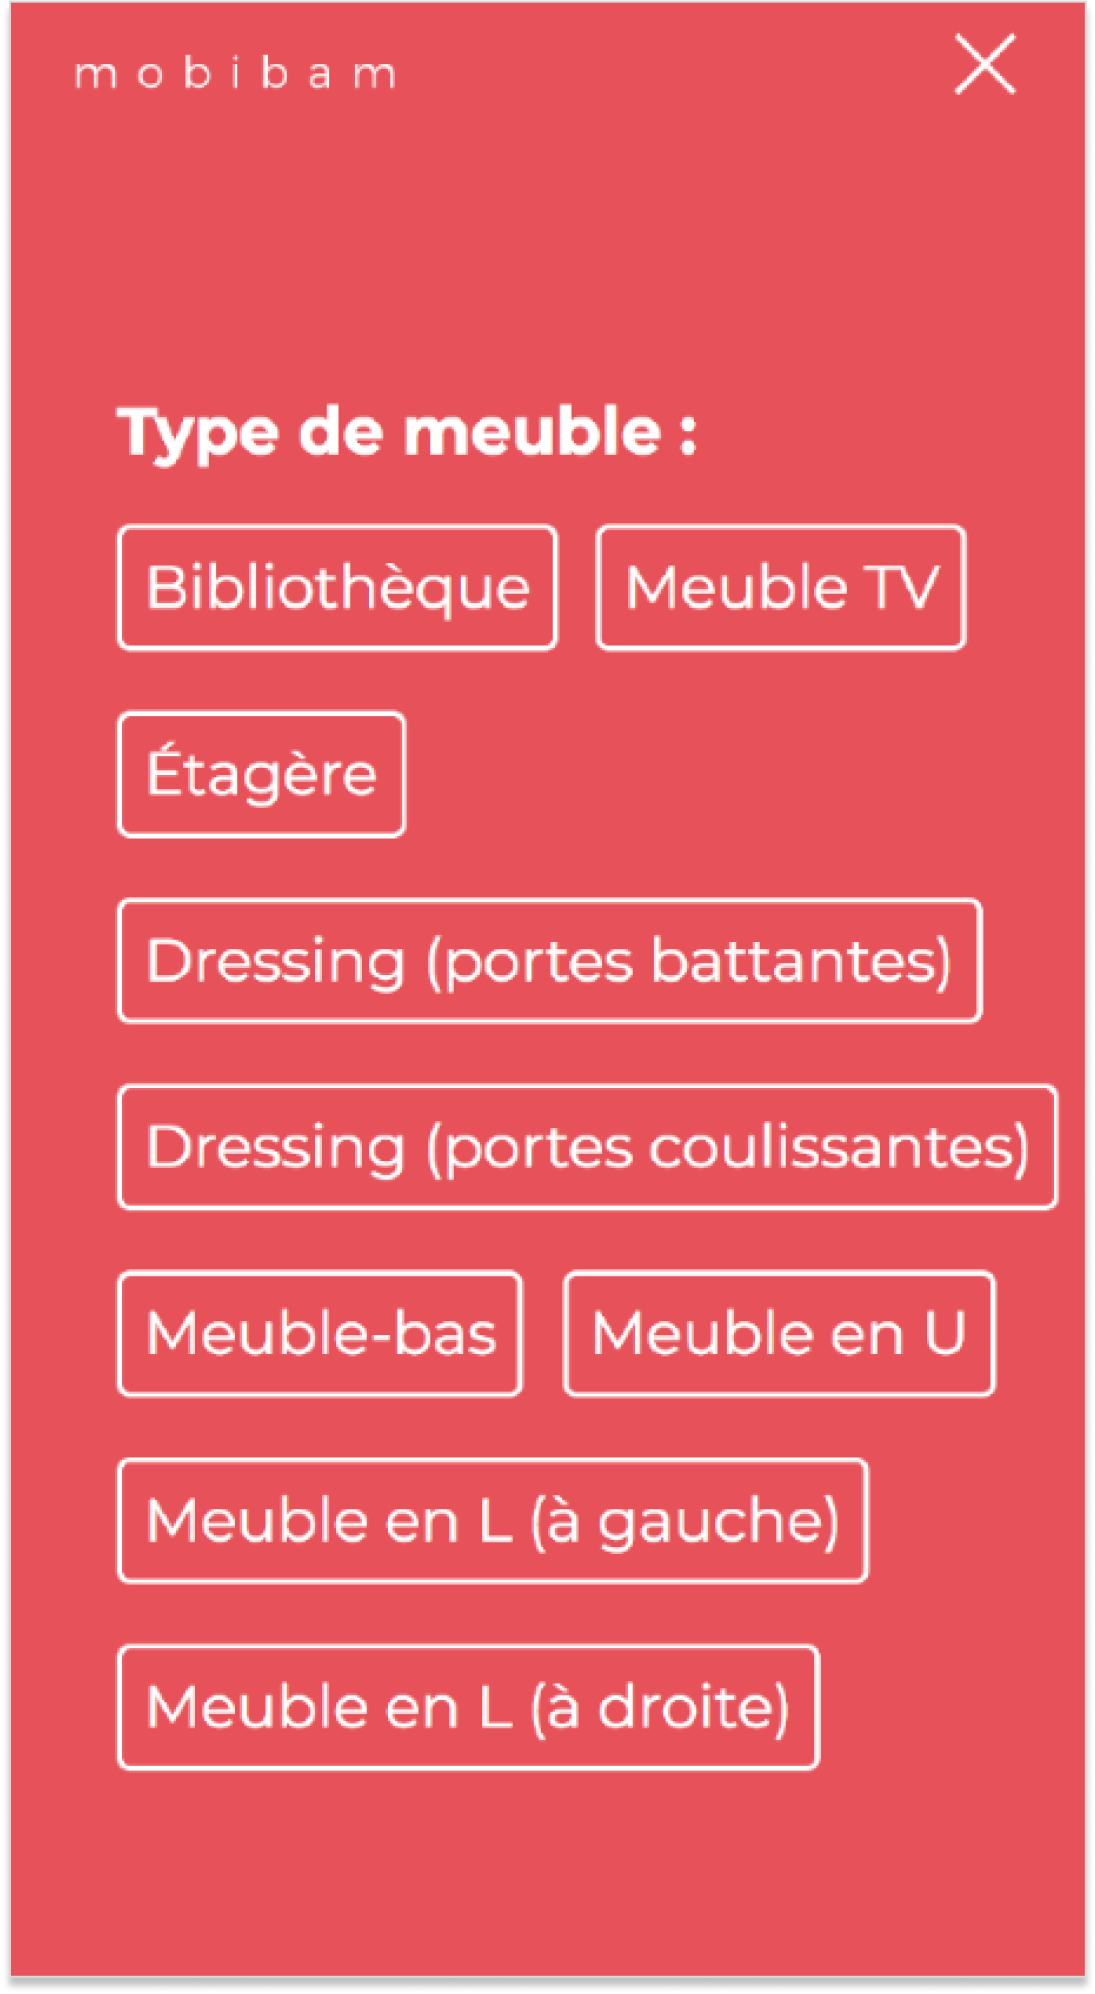 mobibam
Type de meuble :
Bibliothèque Meuble TV
Étagère
Dressing (portes battantes)
Dressing (portes coulissantes)
Meuble-bas Meuble en U
Meuble en L (à gauche)
Meuble en L (à droite)